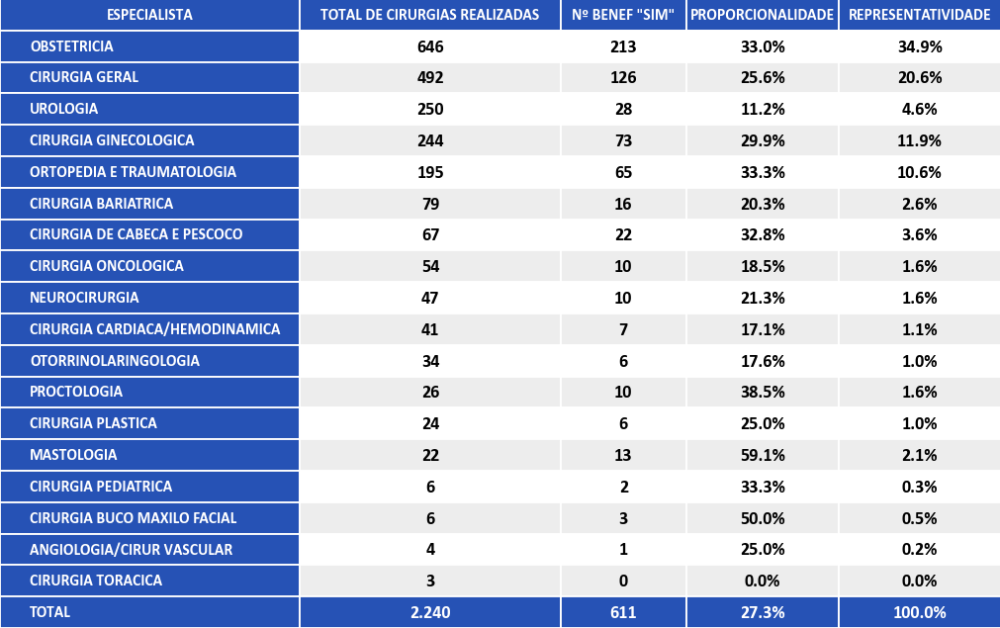 ESPECIALISTA TOTAL DE CIRURGIAS REALIZADAS Nº BENEF "SIM" PROPORCIONALIDADE REPRESENTATIVIDADE
OBSTETRICIA 646 213 33.0% 34.9%
CIRURGIA GERAL 492 126 25.6% 20.6%
UROLOGIA 250 28 11.2% 4.6%
CIRURGIA GINECOLOGICA 244 73 29.9% 11.9%
ORTOPEDIA E TRAUMATOLOGIA 195 65 33.3% 10.6%
CIRURGIA BARIATRICA 79 16 20.3% 2.6%
CIRURGIA DE CABECA E PESCOCO 67 22 32.8% 3.6%
CIRURGIA ONCOLOGICA 54 10 18.5% 1.6%
NEUROCIRURGIA 47 10 21.3% 1.6%
CIRURGIA CARDIACA/HEMODINAMICA 41 7 17.1% 1.1%
OTORRINOLARINGOLOGIA 34 6 17.6% 1.0%
PROCTOLOGIA 26 10 38.5% 1.6%
CIRURGIA PLASTICA 24 6 25.0% 1.0%
MASTOLOGIA 22 13 59.1% 2.1%
CIRURGIA PEDIATRICA 6 2 33.3% 0.3%
CIRURGIA BUCO MAXILO FACIAL 6 3 50.0% 0.5%
ANGIOLOGIA/CIRUR VASCULAR 4 1 25.0% 0.2%
CIRURGIA TORACICA 3 0 0.0% 0.0%
TOTAL 2.240 611 27.3% 100.0%